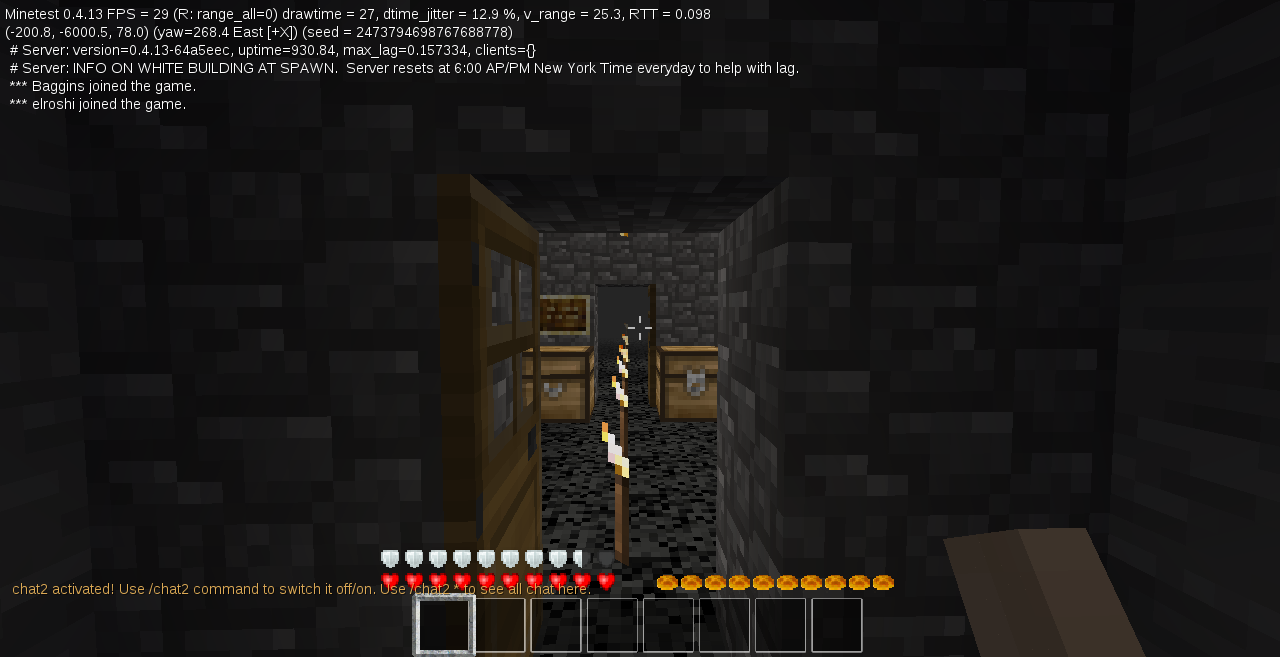 Minetest 0.4.13 FPS = 29 (R: range_all=0) drawtime = 27, dtime_jitter = 12.9 %, v_range = 25.3, RTT = 0.098
(-200.8, -6000.5, 78.0) (yaw=268.4 East [+X]) (seed = 2473794698767688778)
# Server: version=0.4.13-64a5eec, uptime=930.84, max_lag=0.157334, clients={}
# Server: INFO ON WHITE BUILDING AT SPAWN.  Server resets at 6:00 AP/PM New York Time everyday to help with lag.
*** Baggins joined the game.
*** elroshi joined the game.
chat2 activated! Use /chat2 command to switch it off/on. Use /chat2_* to see all chat here.